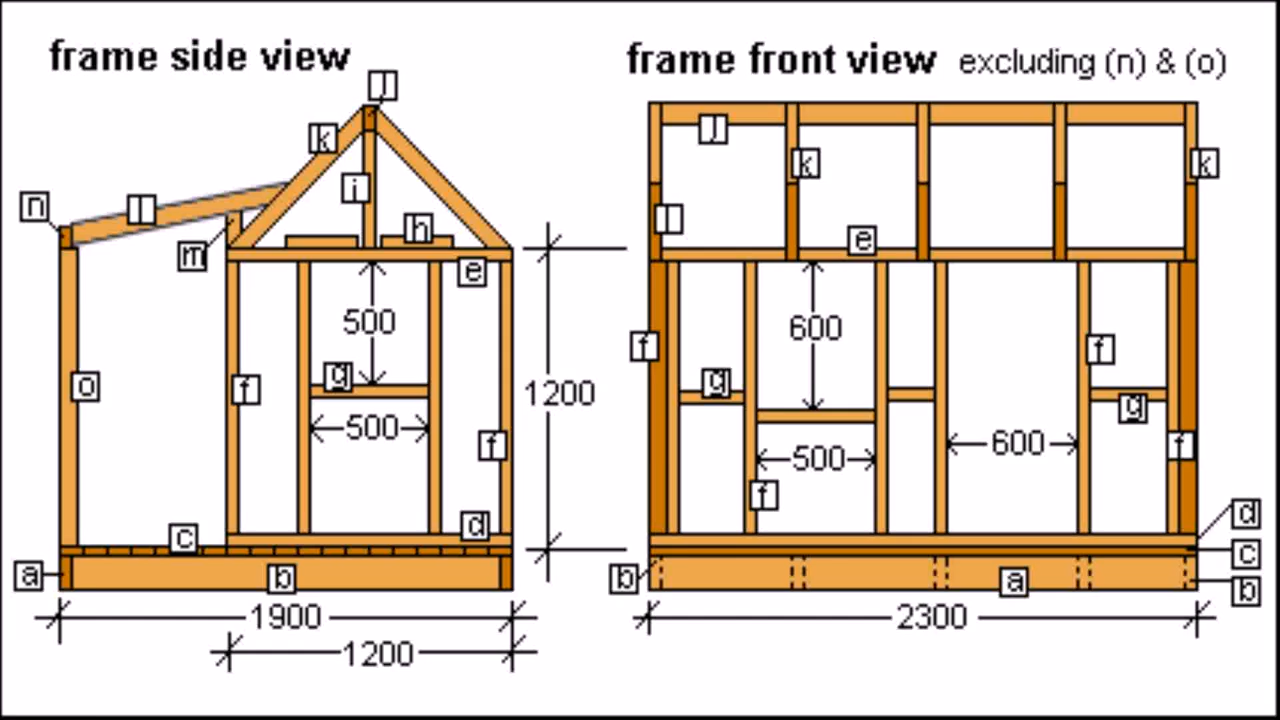 frame side view
frame front view excluding (n) & (o)
j
j
k
k
k
i
n
l
l
h
m
e
e
500
600
1200
f
f
g
g
o
f
g
500
f
500
600
f
f
d
d
c
c
a
b
b
a
b
1900
2300
1200